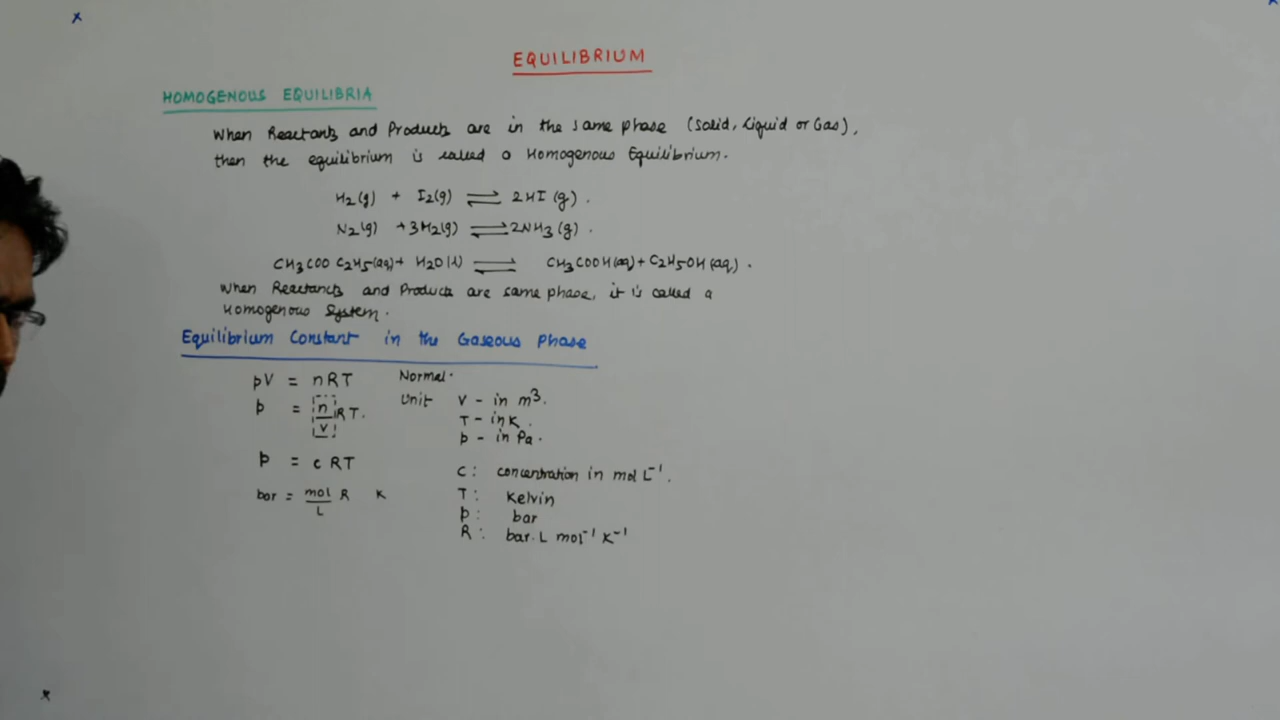 EQUILIBRIUM
HOMOGENOUS EQUILIBRIA
When Reactants and Products are in the same phase (Solid, Liquid or Gas),
then the equilibrium is called a Homogenous Equilibrium.
H₂(g) + I₂(g) ⇌ 2HI(g).
N₂(g) + 3H₂(g) ⇌ 2NH₃(g).
CH₃COOC₂H₅(aq) + H₂O(l) ⇌ CH₃COOH(aq) + C₂H₅OH(aq).
When Reactants and Products are same phase, it is called a
Homogenous System.
Equilibrium Constant in the Gaseous Phase
pV = nRT Normal.
Unit V - in m³.
p = n/V RT.
T - in K.
p - in Pa.
p = cRT
C: concentration in mol L⁻¹.
bar = mol/L R K
T: Kelvin
p: bar
R: bar. L mol⁻¹ K⁻¹